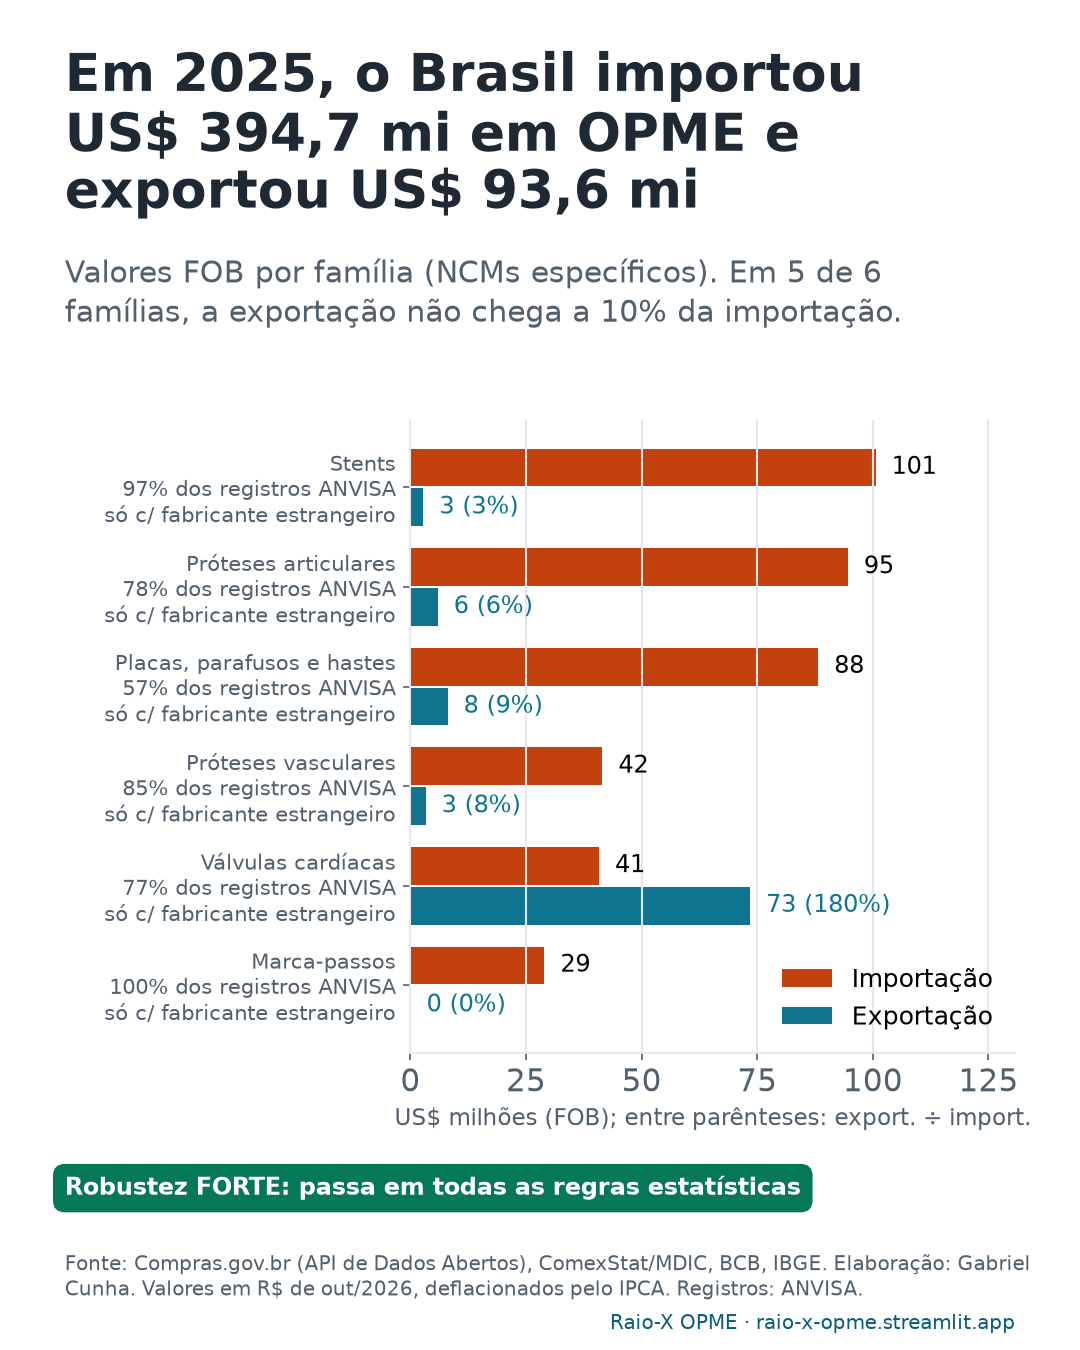 Em 2025, o Brasil importou
US$ 394,7 mi em OPME e
exportou US$ 93,6 mi
Valores FOB por família (NCMs específicos). Em 5 de 6
famílias, a exportação não chega a 10% da importação.
Stents
97% dos registros ANVISA
só c/ fabricante estrangeiro
101
3 (3%)
Próteses articulares
78% dos registros ANVISA
só c/ fabricante estrangeiro
95
6 (6%)
Placas, parafusos e hastes
57% dos registros ANVISA
só c/ fabricante estrangeiro
88
8 (9%)
Próteses vasculares
85% dos registros ANVISA
só c/ fabricante estrangeiro
42
3 (8%)
Válvulas cardíacas
77% dos registros ANVISA
só c/ fabricante estrangeiro
41
73 (180%)
Marca-passos
100% dos registros ANVISA
só c/ fabricante estrangeiro
29
0 (0%)
Importação
Exportação
0 25 50 75 100 125
US$ milhões (FOB); entre parênteses: export. ÷ import.
Robustez FORTE: passa em todas as regras estatísticas
Fonte: Compras.gov.br (API de Dados Abertos), ComexStat/MDIC, BCB, IBGE. Elaboração: Gabriel
Cunha. Valores em R$ de out/2026, deflacionados pelo IPCA. Registros: ANVISA.
Raio-X OPME · raio-x-opme.streamlit.app